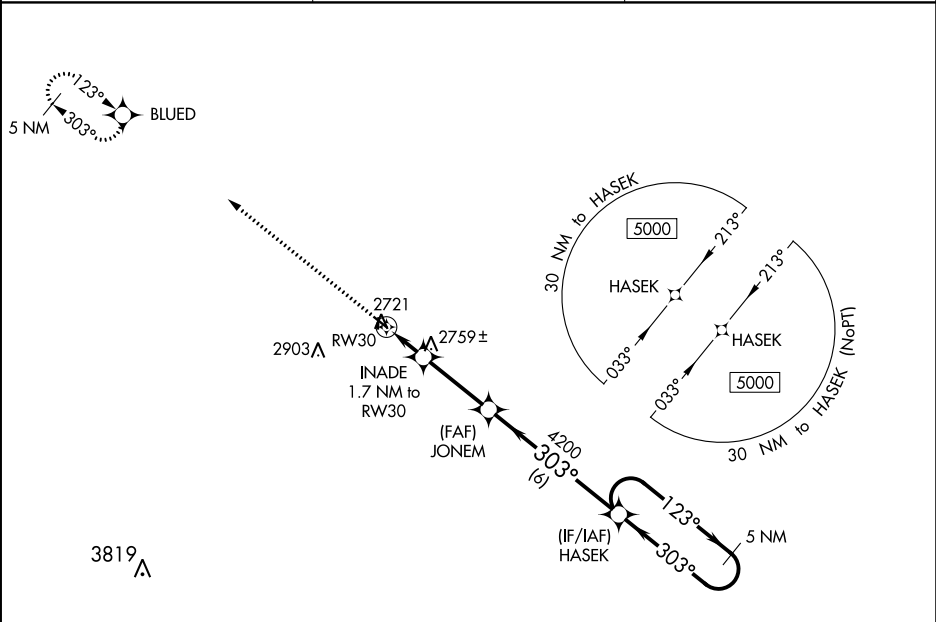 123°
BLUED
303°
5 NM
30 NM to HASEK
5000
213°
HASEK
033°
213°
HASEK
5000
033°
30 NM to HASEK (NoPT)
2721
RW30
2759±
2903
INADE
1.7 NM to
RW30
(FAF)
JONEM
4200
303°
(6)
123°
5 NM
(IF/IAF)
HASEK
303°
3819